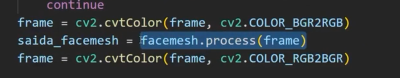 continue
frame = cv2.cvtColor(frame, cv2.COLOR_BGR2RGB)
saida_facemesh = facemesh.process(frame)
frame = cv2.cvtColor(frame, cv2.COLOR_RGB2BGR)